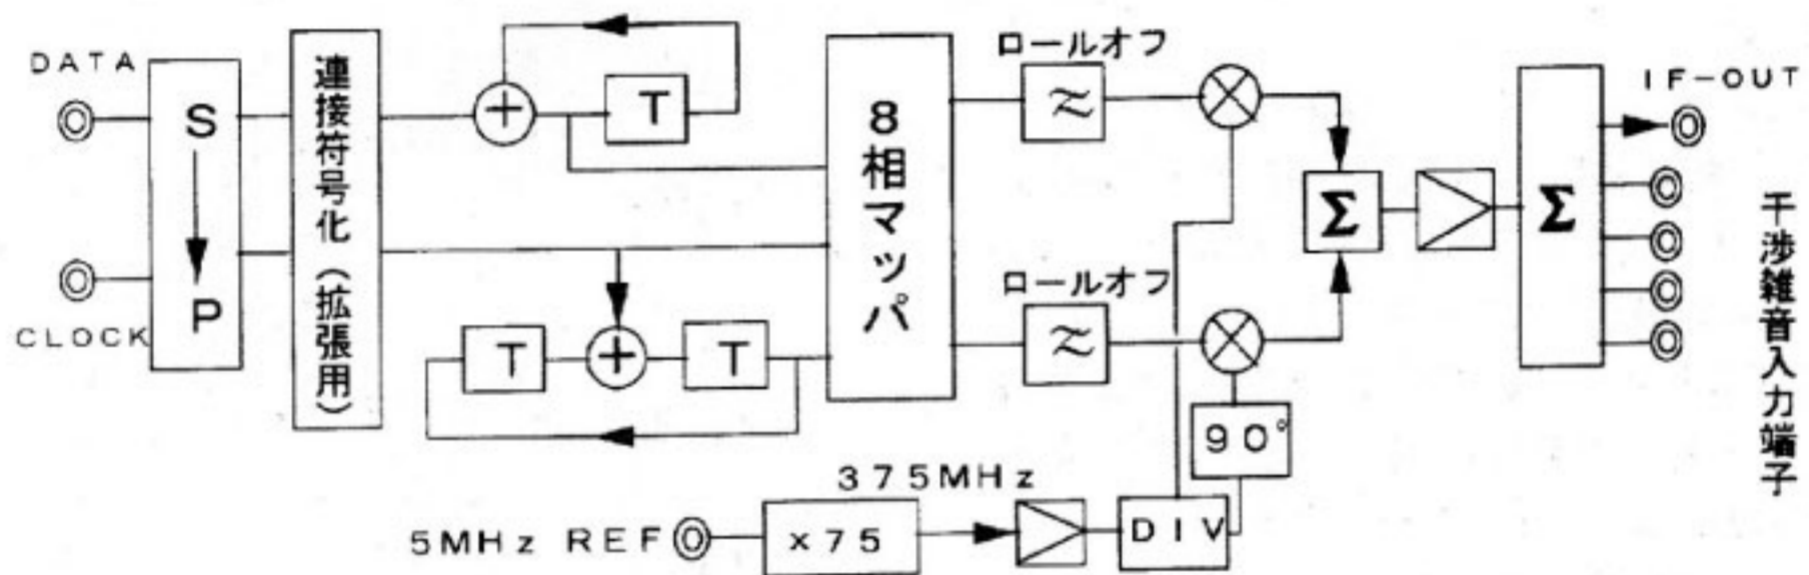 DATA
CLOCK
S
P
連接符号化(拡張用)
+
T
T
+
T
8相マッパ
ロールオフ
≈
ロールオフ
≈
90°
Σ
Σ
IF-OUT
干渉雑音入力端子
375MHz
5MHz REF
×75
DIV